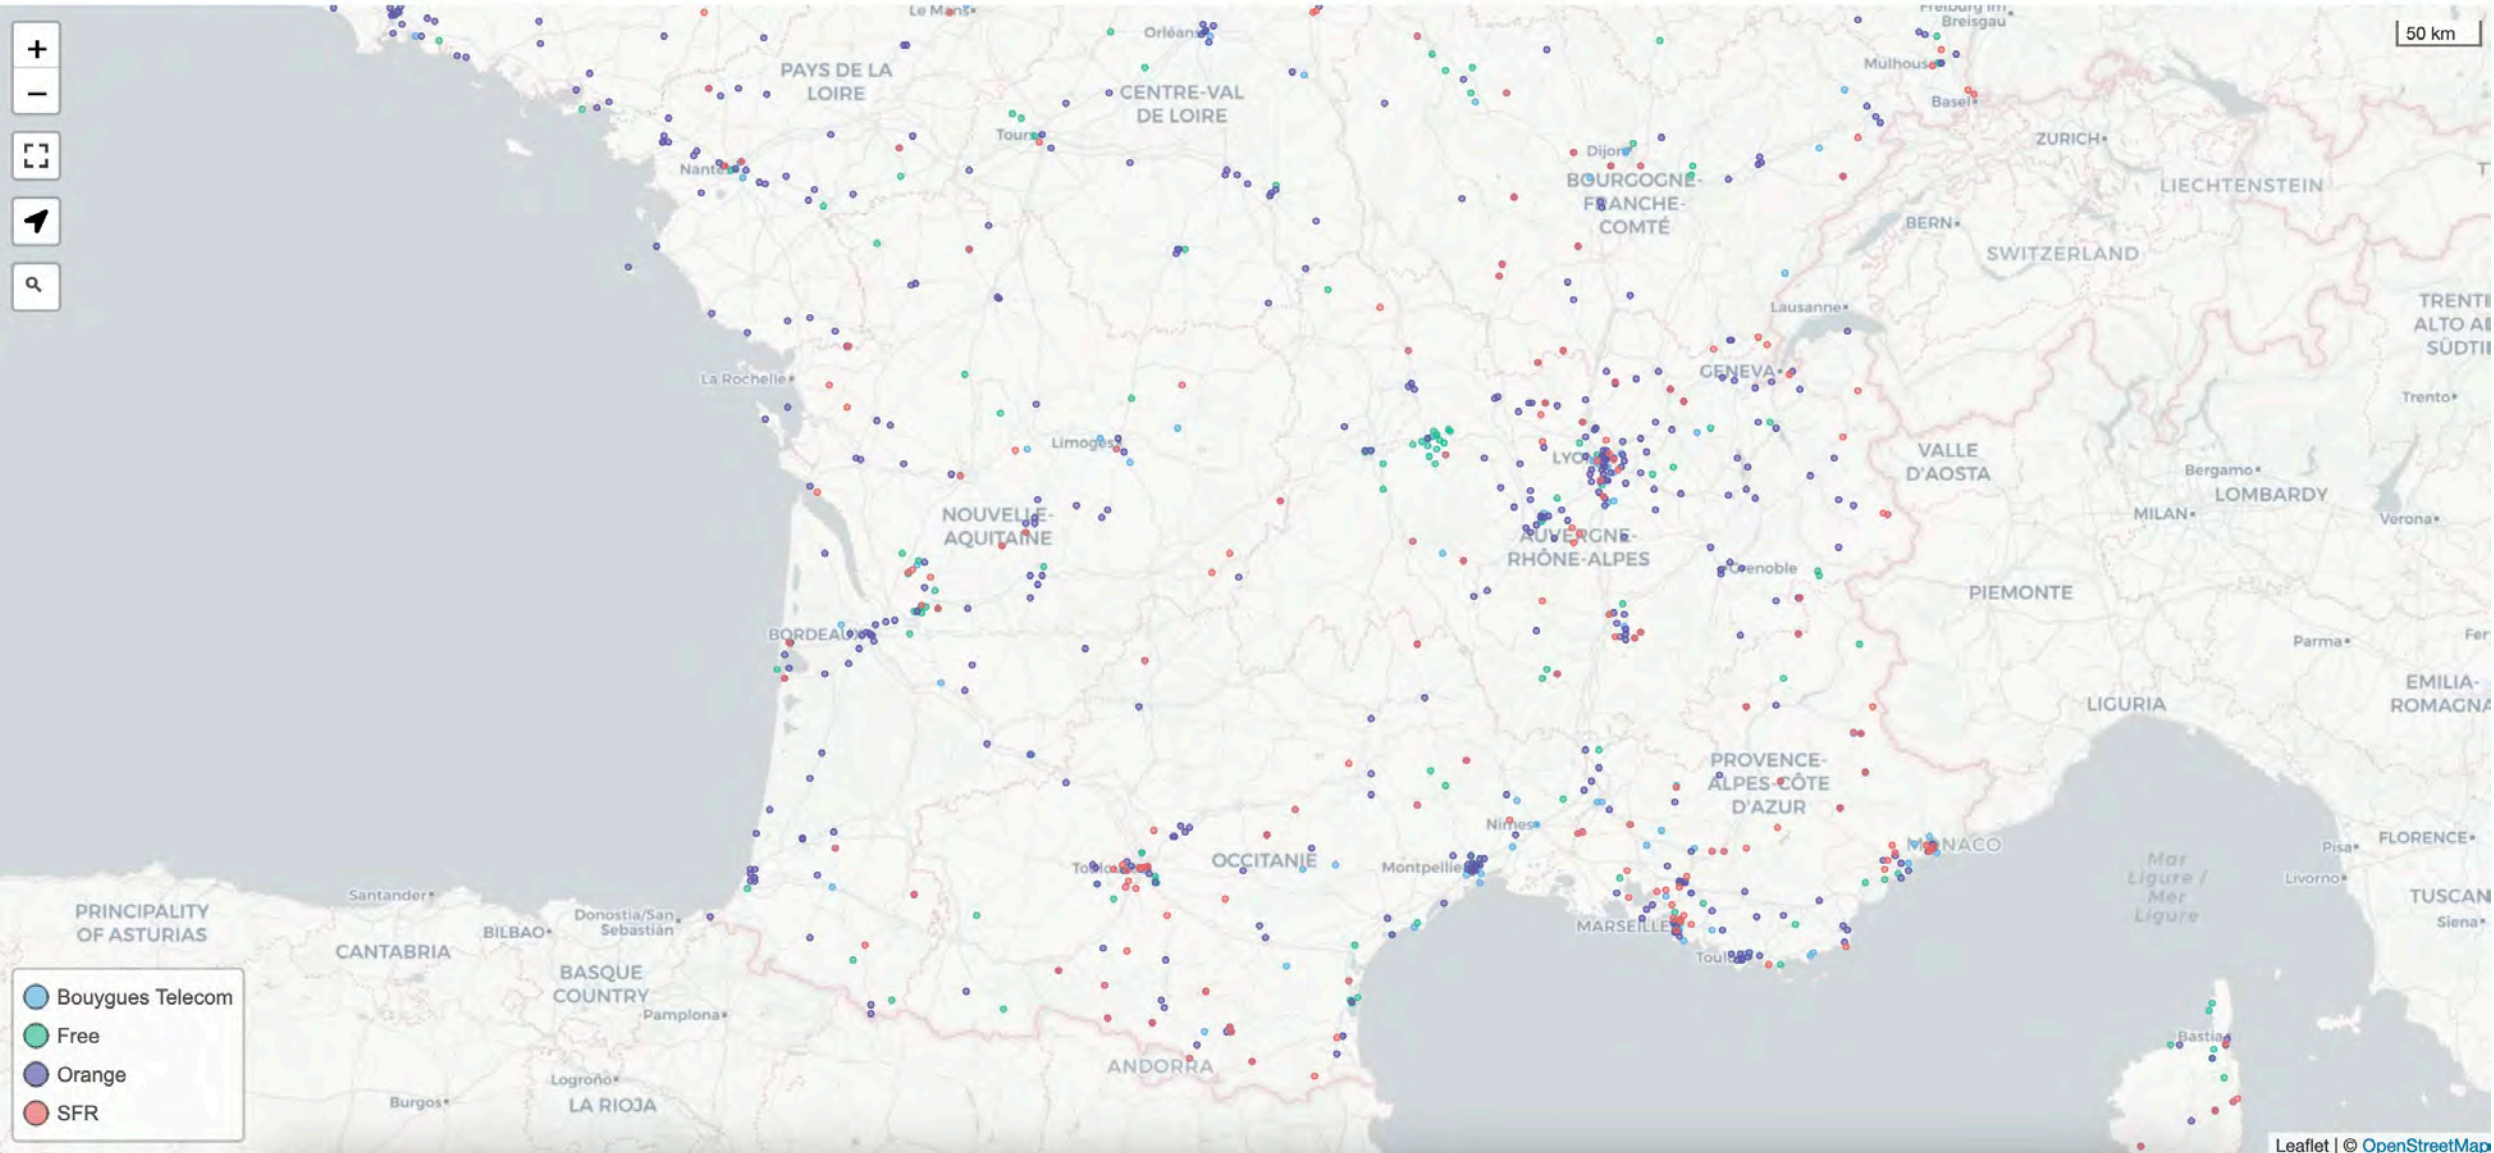 Le Mans
Orléans
Breisgau
50 km
+
−
PAYS DE LA
LOIRE
CENTRE-VAL
DE LOIRE
Mulhouse
Basel
Tours
ZURICH
Nantes
Dijon
BOURGOGNE-
FRANCHE-
COMTÉ
LIECHTENSTEIN
BERN
SWITZERLAND
Lausanne
TRENTI
ALTO AD
SÜDTI
La Rochelle
GENEVA
Trento
Limoges
LYON
VALLE
D'AOSTA
Bergamo
LOMBARDY
MILAN
Verona
NOUVELLE-
AQUITAINE
AUVERGNE-
RHÔNE-ALPES
Grenoble
PIEMONTE
BORDEAUX
Parma
Fer
EMILIA-
ROMAGNA
LIGURIA
PROVENCE-
ALPES-CÔTE
D'AZUR
Nîmes
MONACO
FLORENCE
Pisa
OCCITANIE
Montpellier
Mar
Ligure /
Mer
Ligure
Livorno
TUSCAN
Siena
Santander
PRINCIPALITY
OF ASTURIAS
Donostia/San
Sebastián
BILBAO
CANTABRIA
MARSEILLE
BASQUE
COUNTRY
Pamplona
ANDORRA
Bastia
Logroño
LA RIOJA
Burgos
Bouygues Telecom
Free
Orange
SFR
Leaflet | © OpenStreetMap